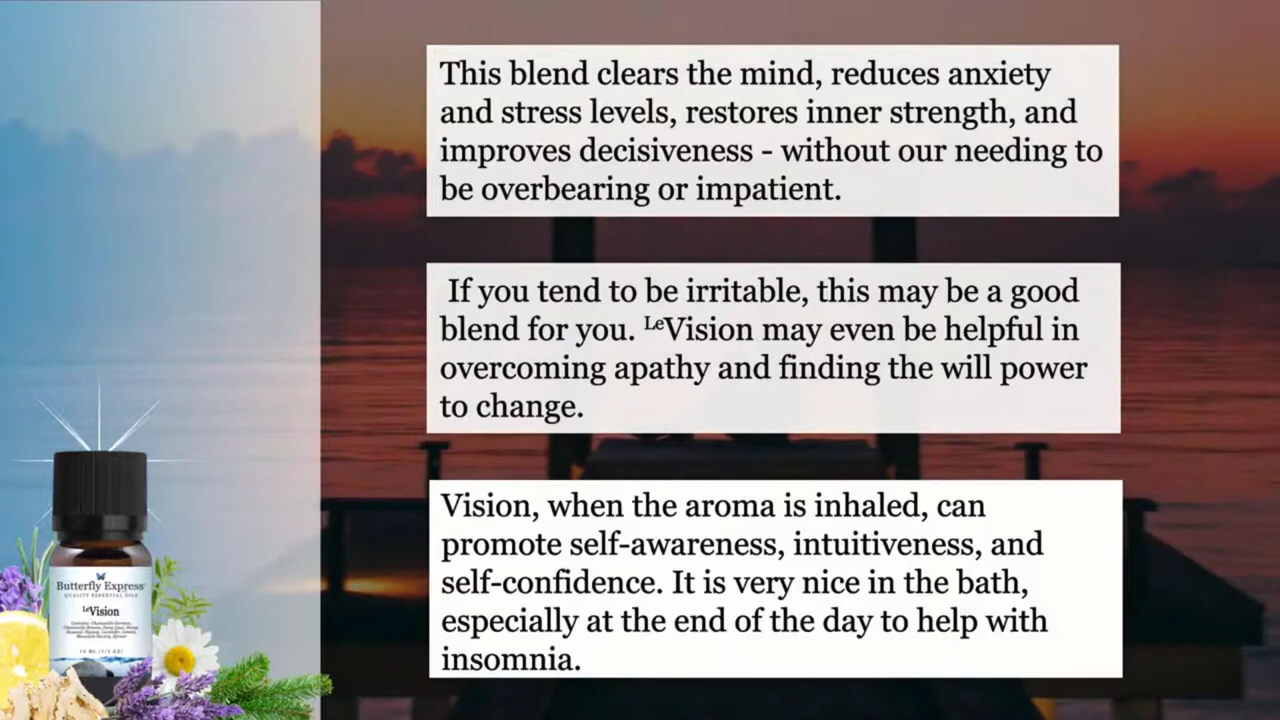 This blend clears the mind, reduces anxiety
and stress levels, restores inner strength, and
improves decisiveness - without our needing to
be overbearing or impatient.
If you tend to be irritable, this may be a good
blend for you. LeVision may even be helpful in
overcoming apathy and finding the will power
to change.
Vision, when the aroma is inhaled, can
promote self-awareness, intuitiveness, and
self-confidence. It is very nice in the bath,
especially at the end of the day to help with
insomnia.
Butterfly Express
QUALITY ESSENTIAL OILS
LeVision